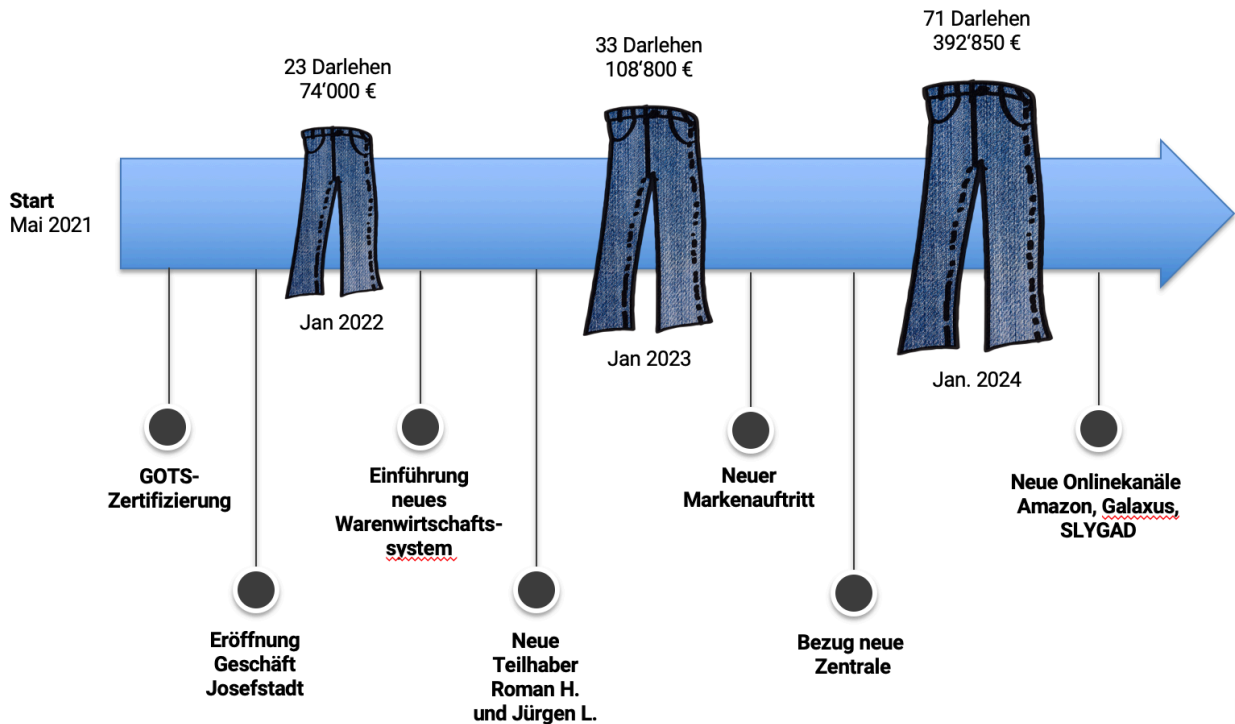 71 Darlehen
392‘850 €
33 Darlehen
108‘800 €
23 Darlehen
74‘000 €
Start
Mai 2021
Jan 2022
Jan 2023
Jan. 2024
GOTS-
Zertifizierung
Einführung
neues
Warenwirtschafts-
system
Neuer
Markenauftritt
Neue Onlinekanäle
Amazon, Galaxus,
SLYGAD
Eröffnung
Geschäft
Josefstadt
Neue
Teilhaber
Roman H.
und Jürgen L.
Bezug neue
Zentrale